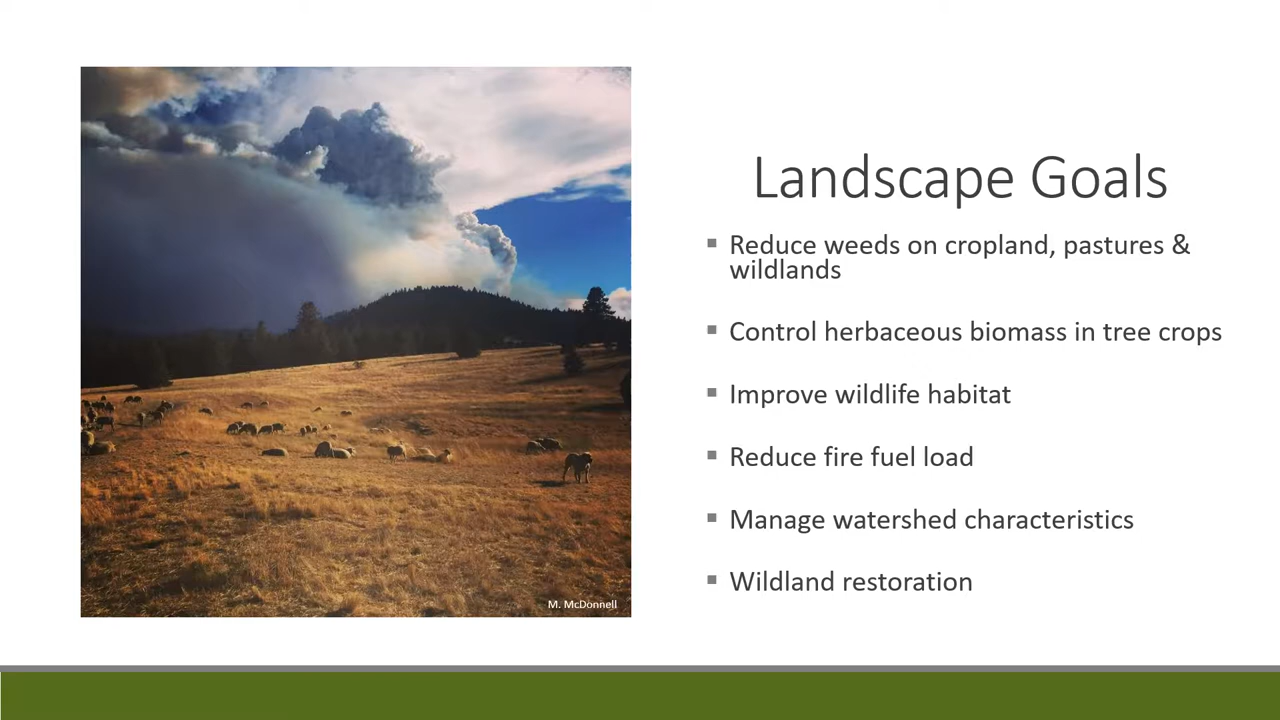 Landscape Goals
▪ Reduce weeds on cropland, pastures &
wildlands
▪ Control herbaceous biomass in tree crops
▪ Improve wildlife habitat
▪ Reduce fire fuel load
▪ Manage watershed characteristics
▪ Wildland restoration
M. McDonnell